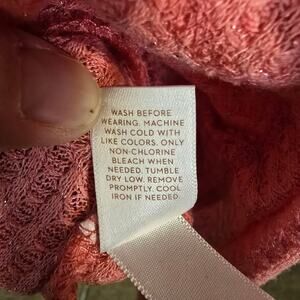 WASH BEFORE
WEARING. MACHINE
WASH COLD WITH
LIKE COLORS. ONLY
NON-CHLORINE
BLEACH WHEN
NEEDED. TUMBLE
DRY LOW. REMOVE
PROMPTLY. COOL
IRON IF NEEDED.